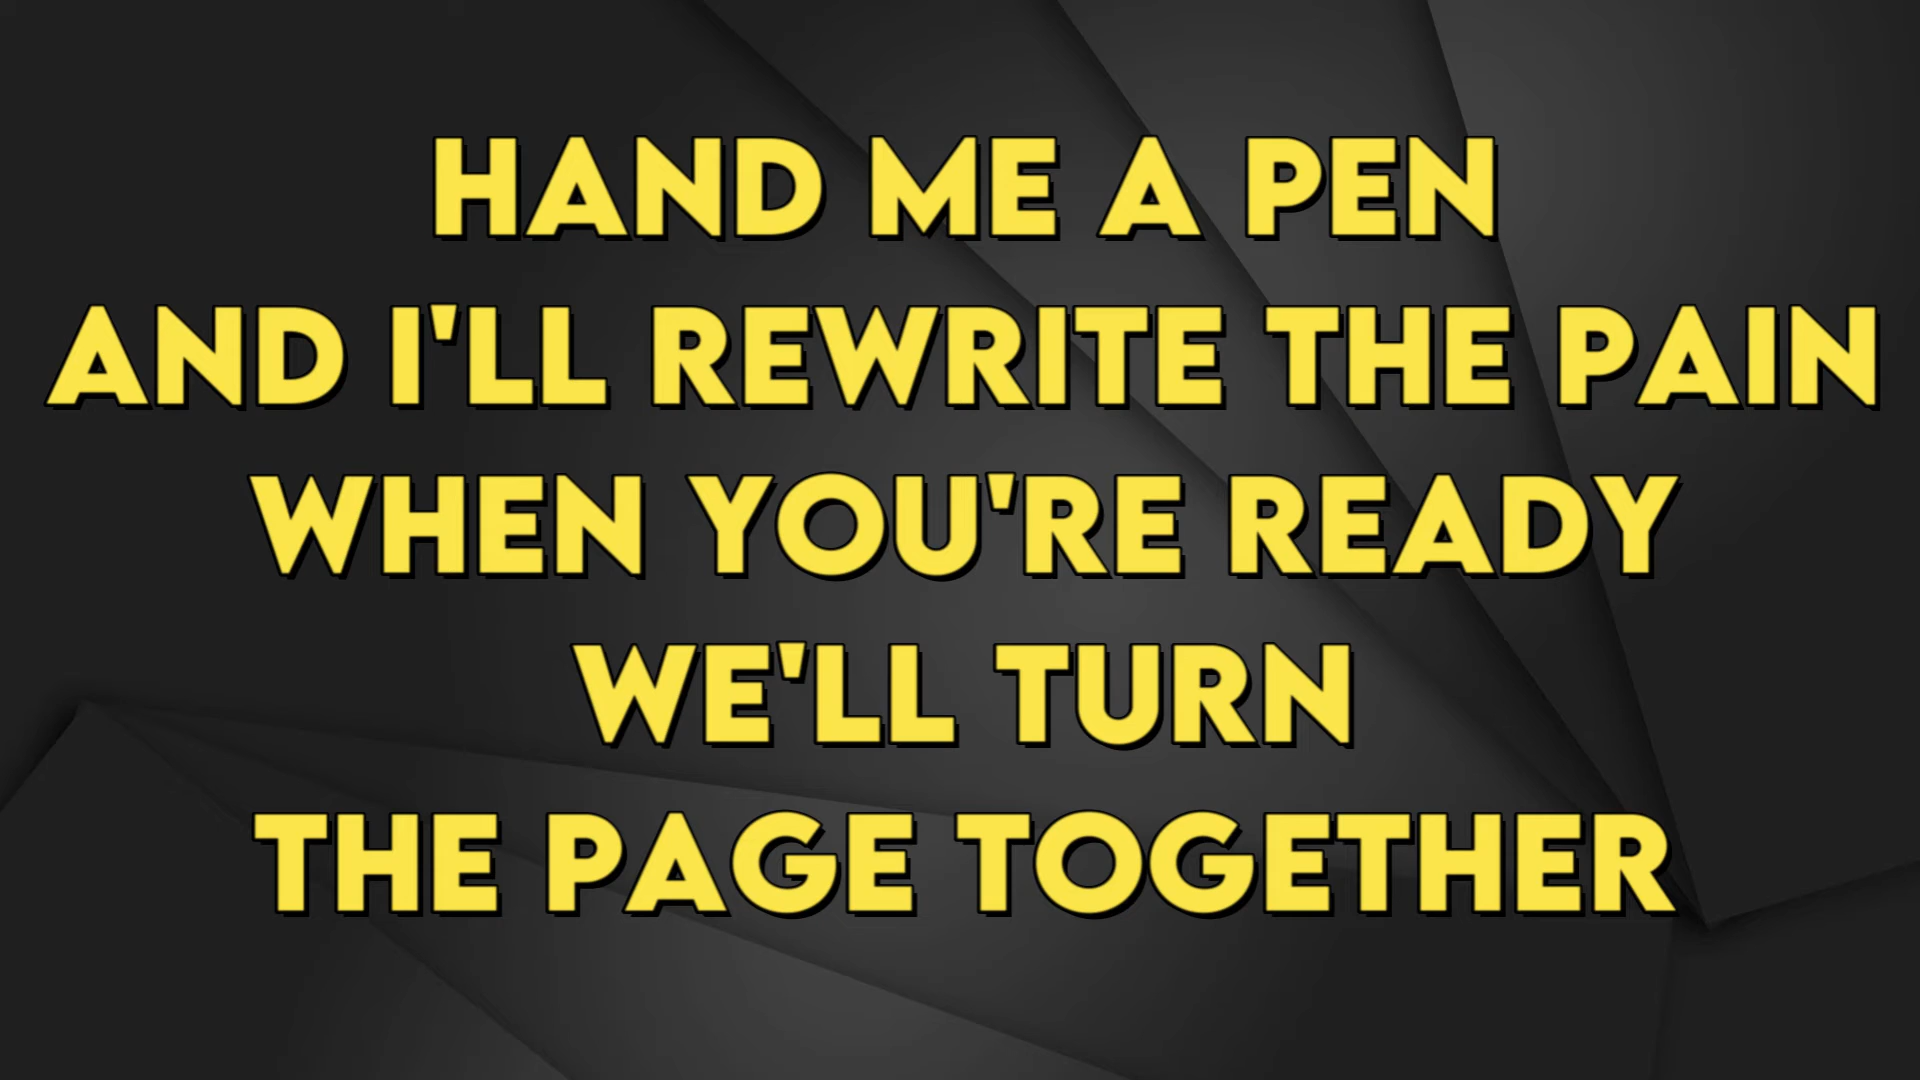 HAND ME A PEN
AND I'LL REWRITE THE PAIN
WHEN YOU'RE READY
WE'LL TURN
THE PAGE TOGETHER